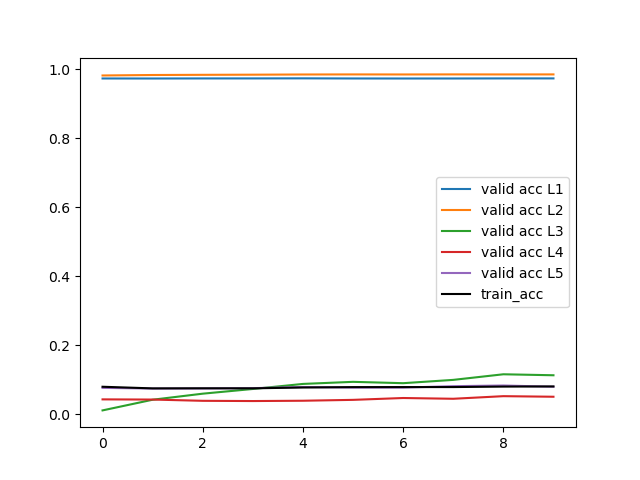 1.0
0.8
0.6
0.4
0.2
0.0
valid acc L1
valid acc L2
valid acc L3
valid acc L4
valid acc L5
train_acc
0 2 4 6 8